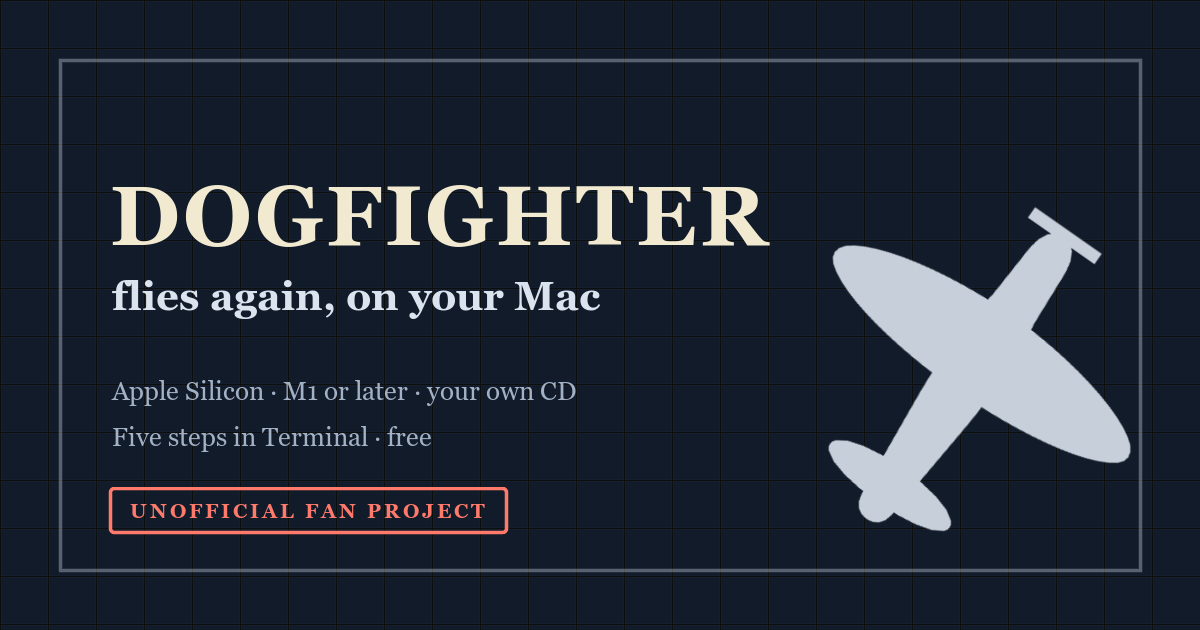 DOGFIGHTER
flies again, on your Mac
Apple Silicon · M1 or later · your own CD
Five steps in Terminal · free
UNOFFICIAL FAN PROJECT